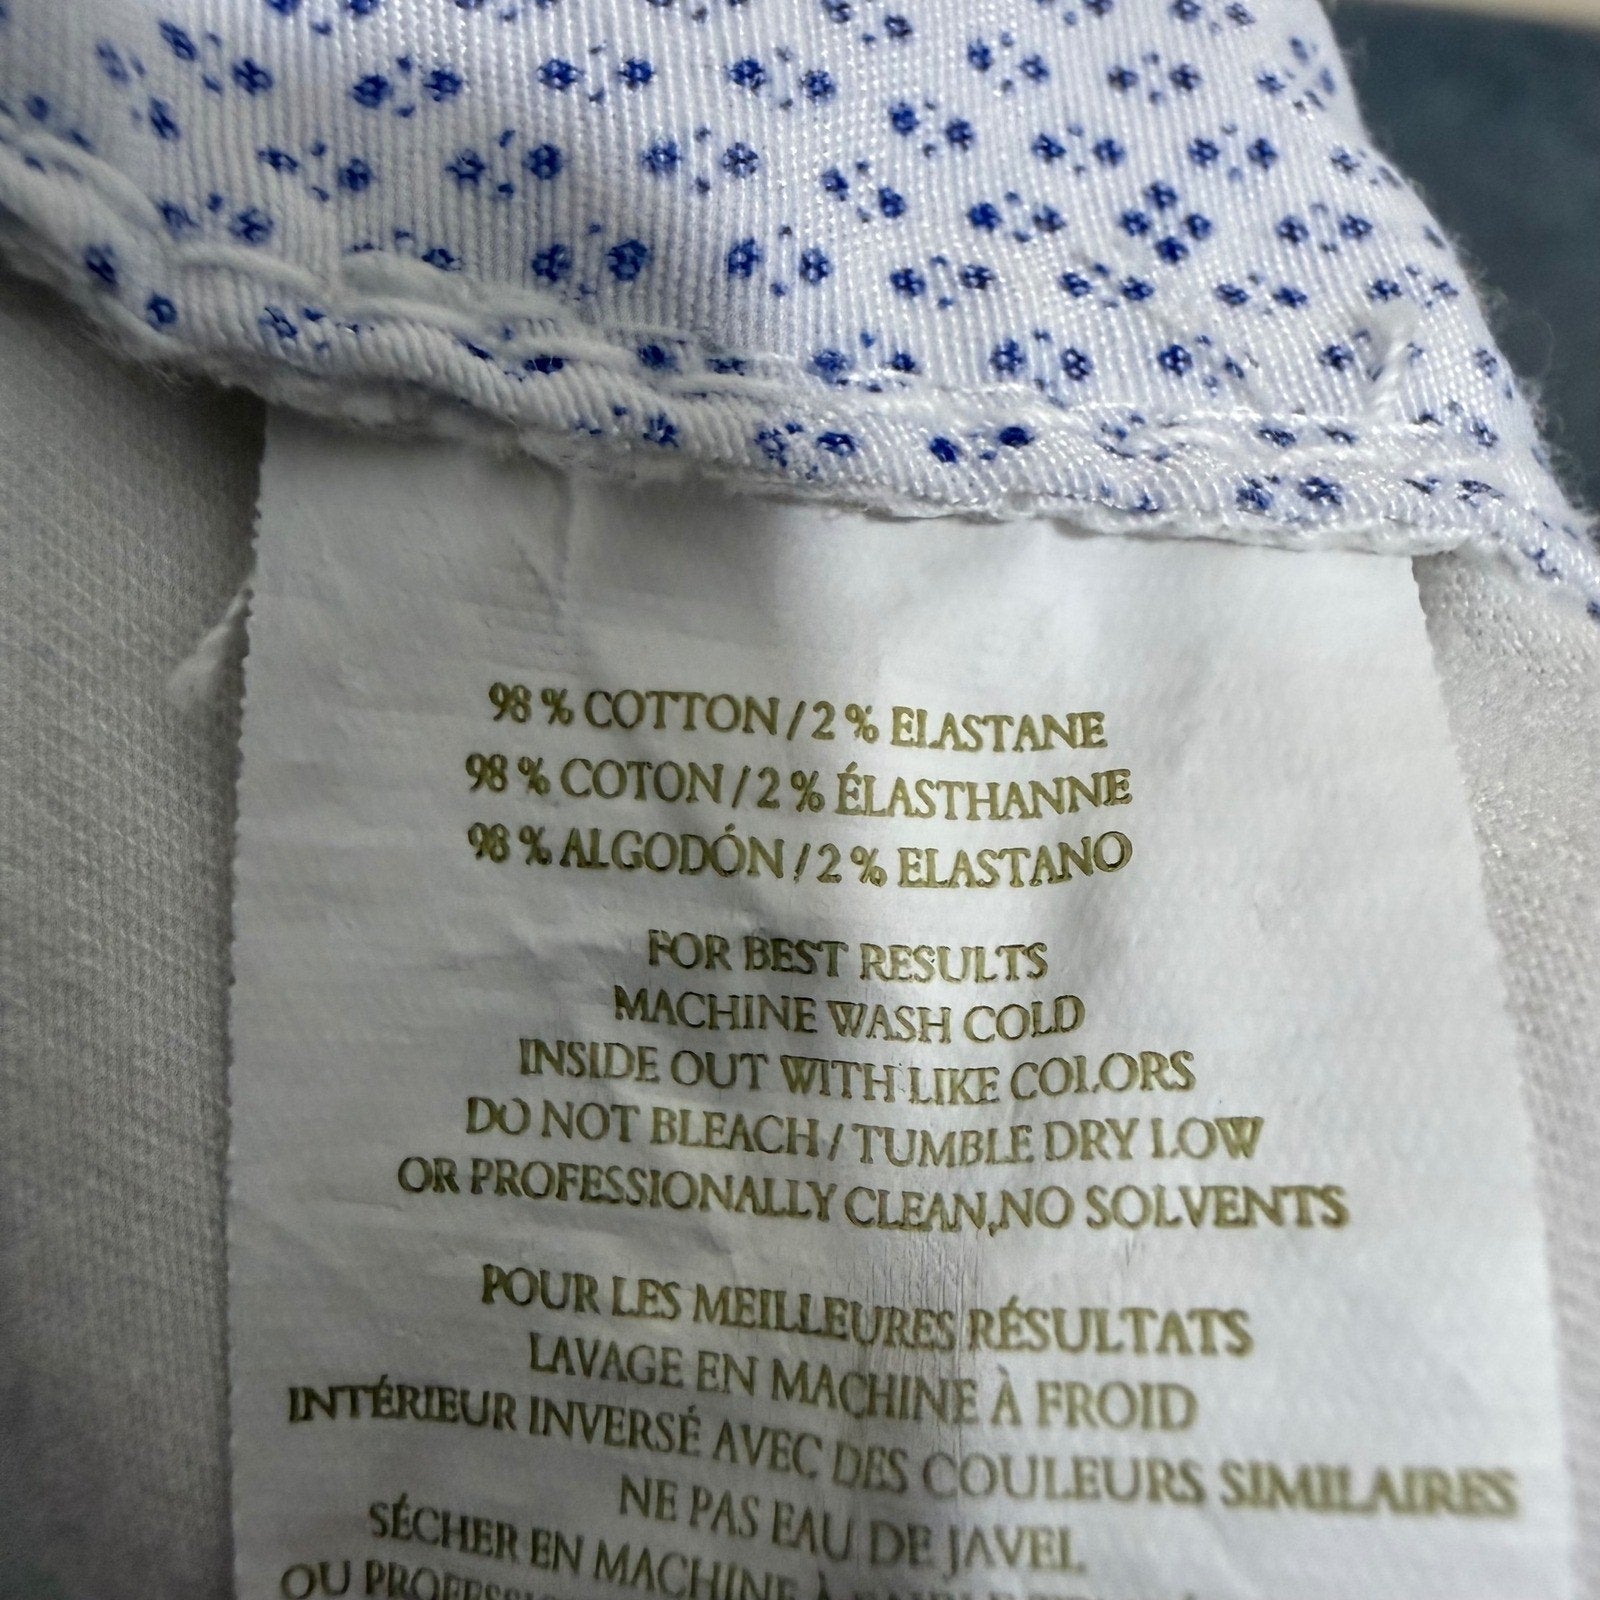 98 % COTTON / 2 % ELASTANE
98 % COTON / 2 % ÉLASTHANNE
98 % ALGODÓN / 2 % ELASTANO
FOR BEST RESULTS
MACHINE WASH COLD
INSIDE OUT WITH LIKE COLORS
DO NOT BLEACH / TUMBLE DRY LOW
OR PROFESSIONALLY CLEAN,NO SOLVENTS
POUR LES MEILLEURES RÉSULTATS
LAVAGE EN MACHINE À FROID
INTÉRIEUR INVERSÉ AVEC DES COULEURS SIMILAIRES
NE PAS EAU DE JAVEL
SÉCHER EN MACHINE À
OU